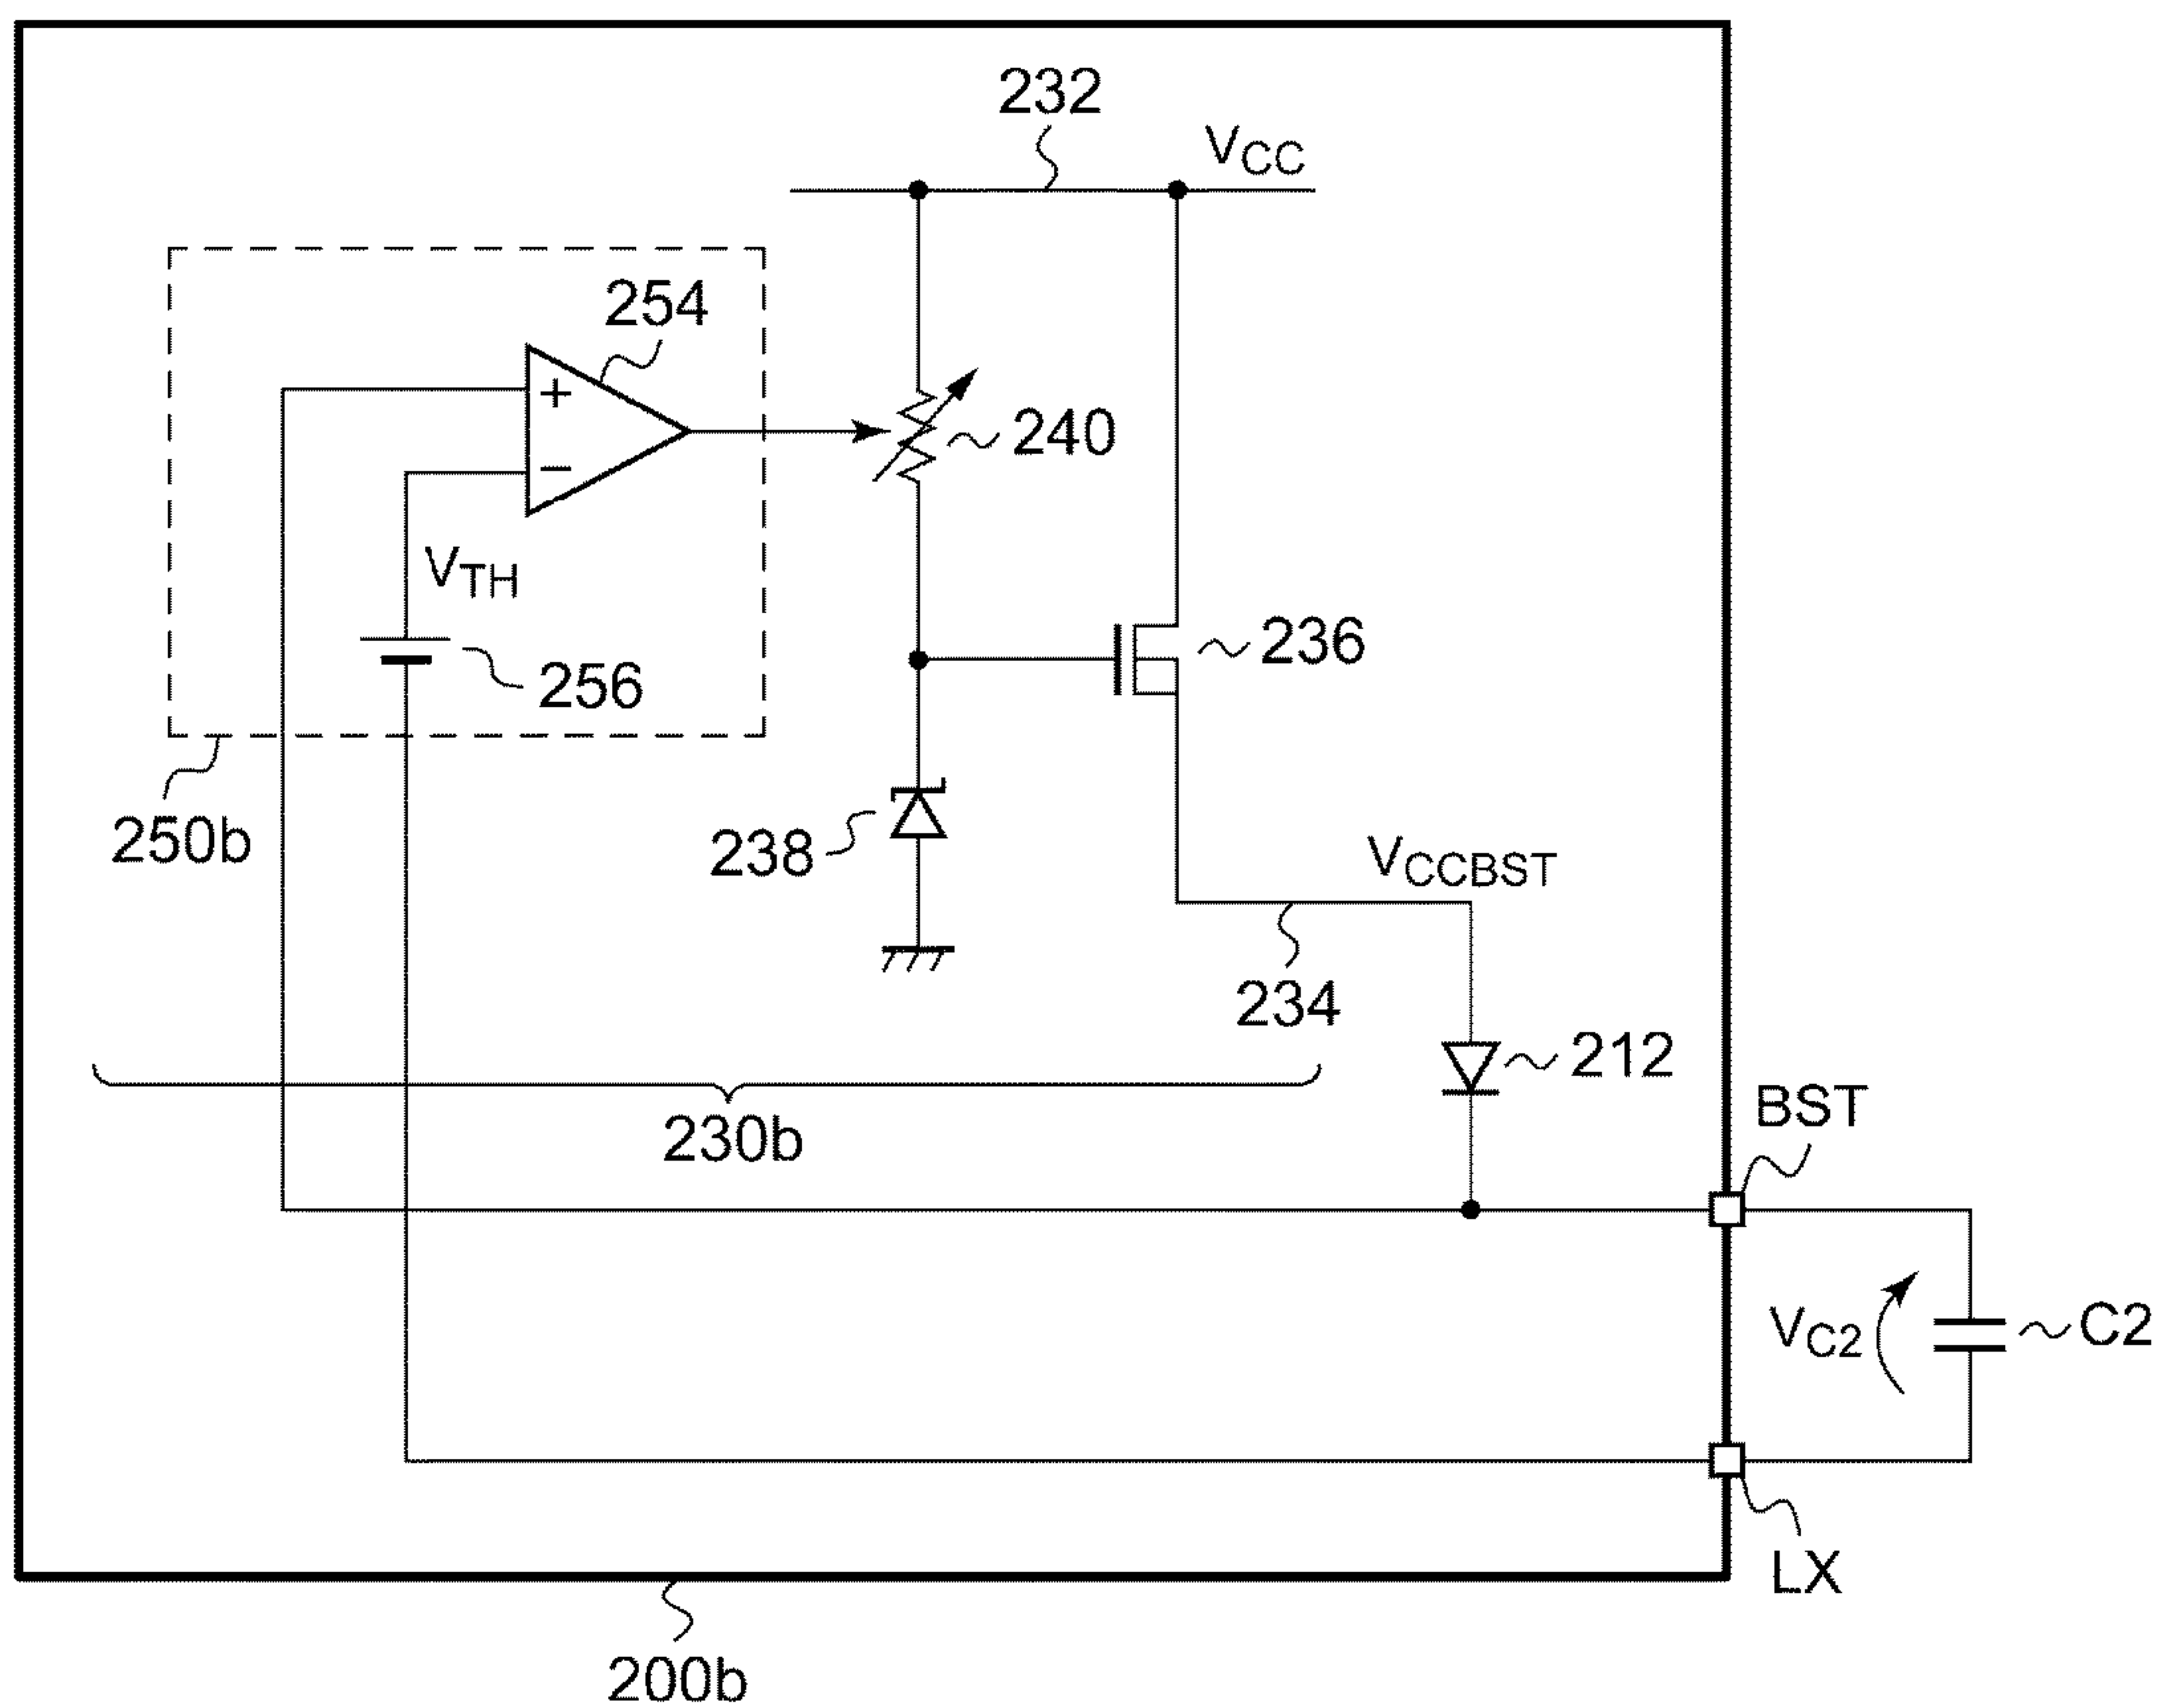 232
VCC
254
+
−
240
VTH
236
256
250b
238
VCCBST
234
212
BST
230b
VC2
C2
LX
200b